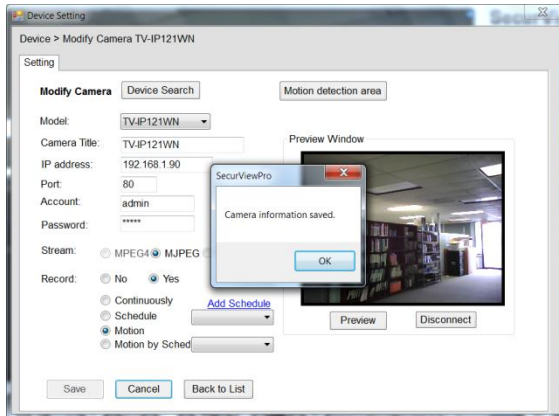 Device Setting
Device > Modify Camera TV-IP121WN
Setting
Modify Camera
Device Search
Motion detection area
Model:
TV-IP121WN
Camera Title:
TV-IP121WN
IP address:
192.168.1.90
Port:
80
Account:
admin
Password:
*****
Stream:
MPEG4
MJPEG
Record:
No
Yes
Continuously
Add Schedule
Schedule
Motion
Motion by Sched
Preview Window
SecurViewPro
Camera information saved.
OK
Preview
Disconnect
Save
Cancel
Back to List